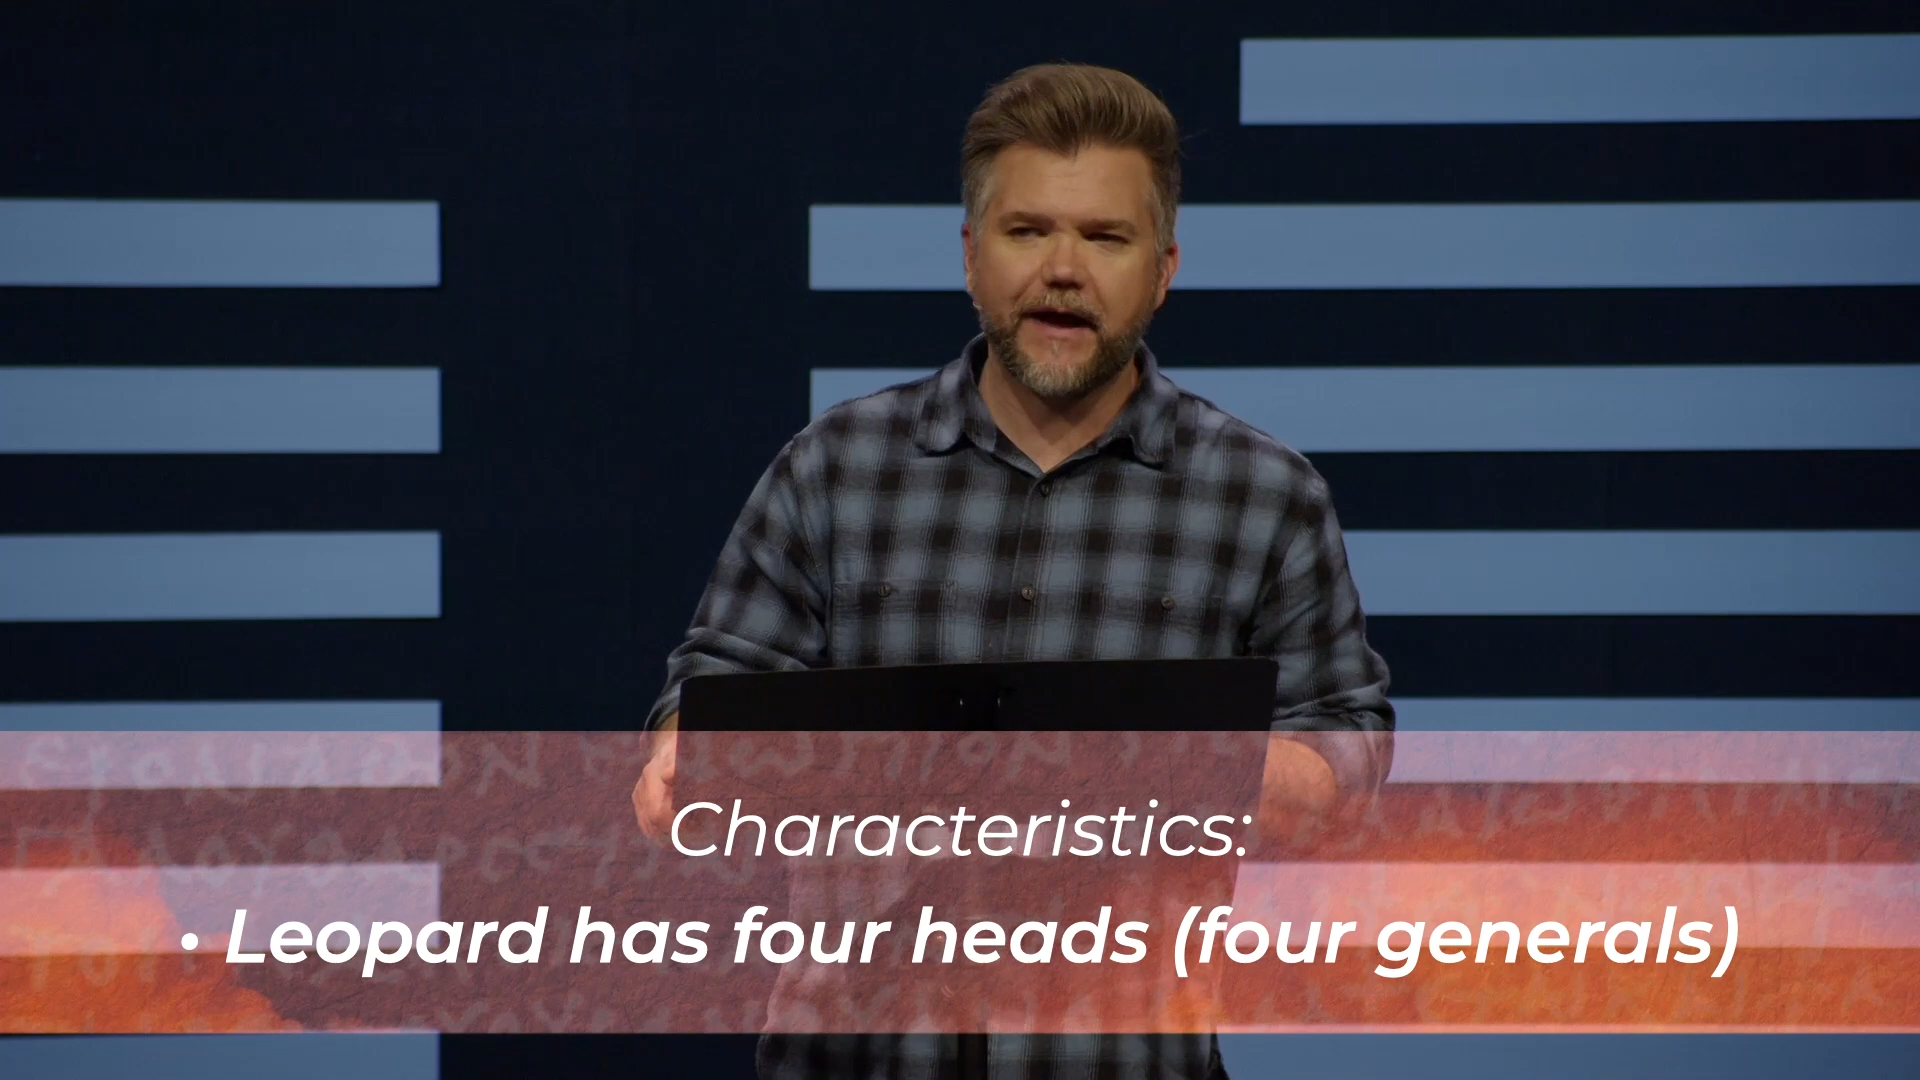 Characteristics:
• Leopard has four heads (four generals)